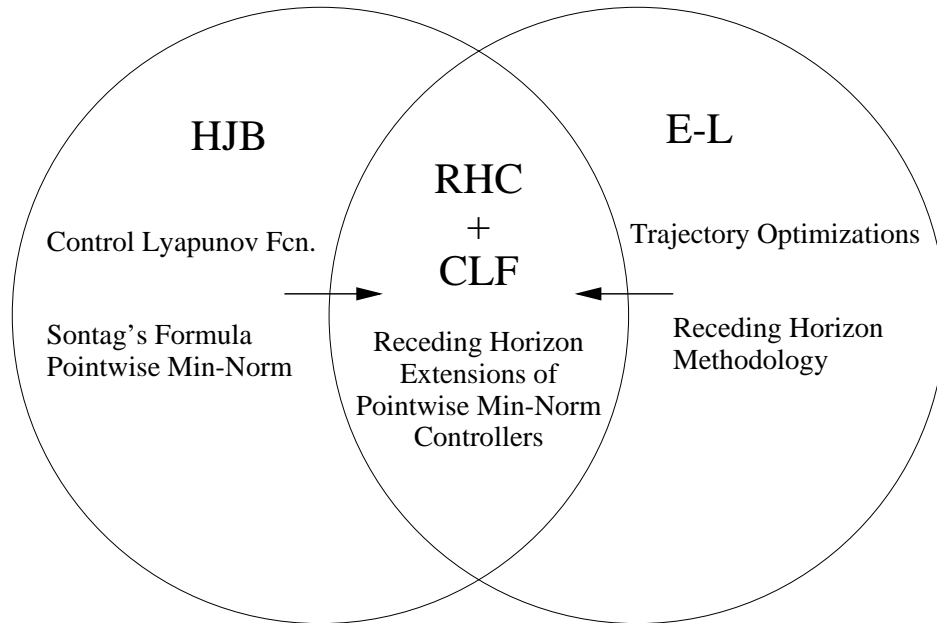 HJB
Control Lyapunov Fcn.
Sontag’s Formula
Pointwise Min-Norm
RHC
+
CLF
Receding Horizon
Extensions of
Pointwise Min-Norm
Controllers
E-L
Trajectory Optimizations
Receding Horizon
Methodology